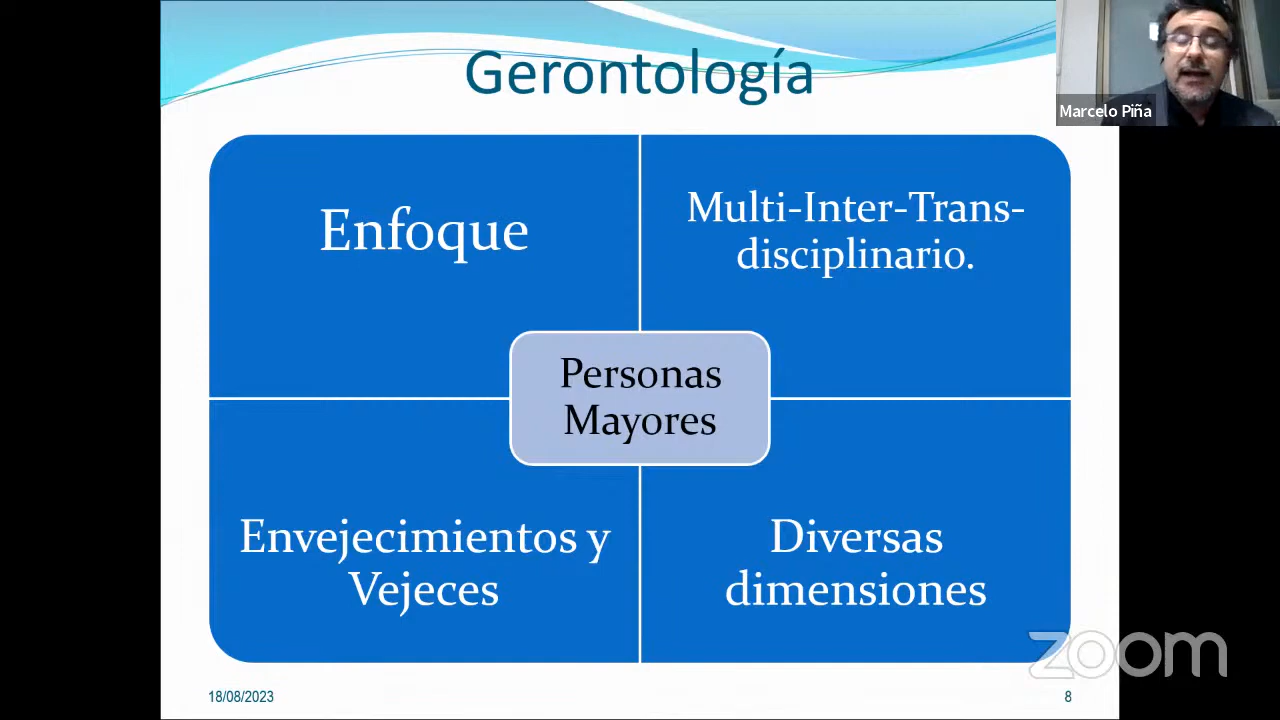 Gerontología
Marcelo Piña
Enfoque
Multi-Inter-Trans-
disciplinario.
Personas
Mayores
Envejecimientos y
Vejeces
Diversas
dimensiones
zoom
18/08/2023
8